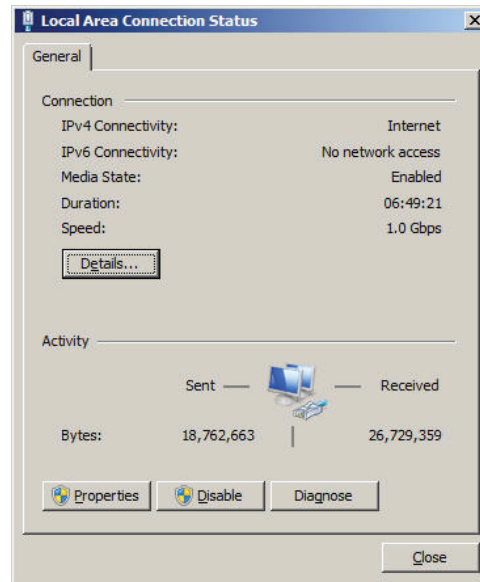 Local Area Connection Status
General
Connection
IPv4 Connectivity: Internet
IPv6 Connectivity: No network access
Media State: Enabled
Duration: 06:49:21
Speed: 1.0 Gbps
Details...
Activity
Sent Received
Bytes: 18,762,663 26,729,359
Properties Disable Diagnose
Close